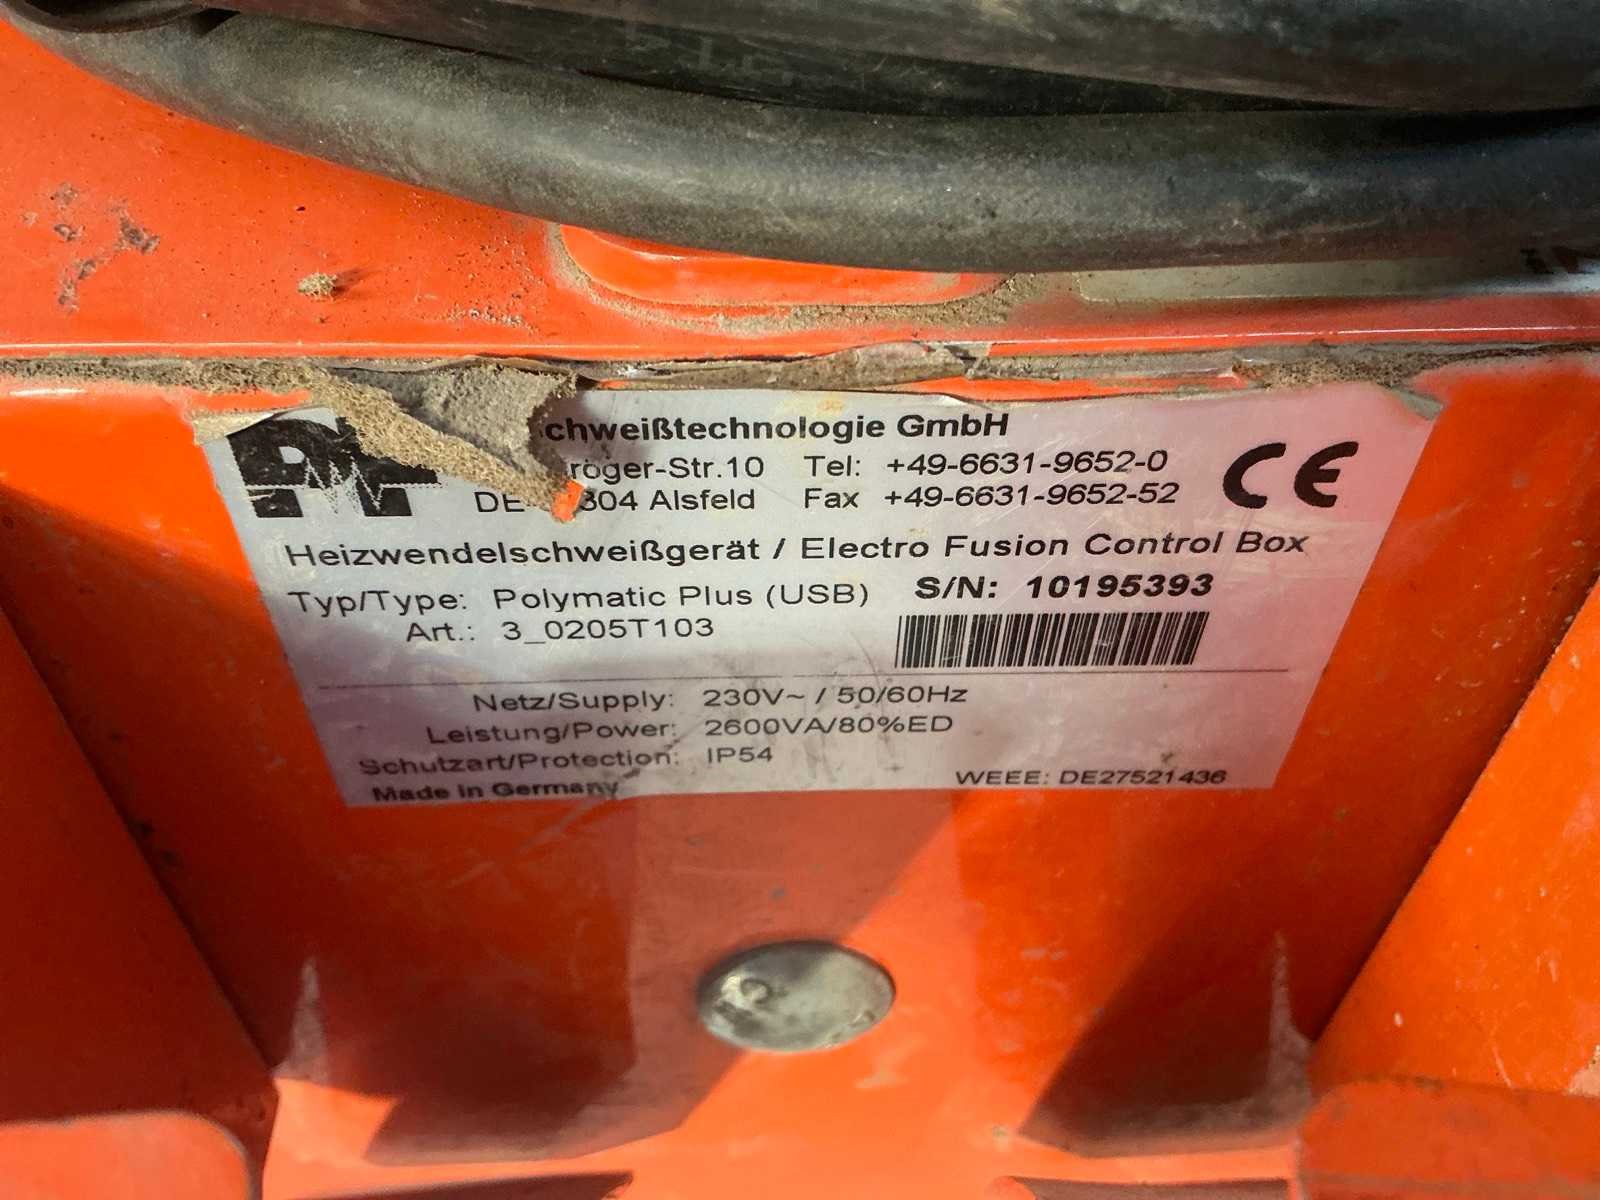 PF
chweißtechnologie GmbH
röger-Str.10 Tel: +49-6631-9652-0
DE- 304 Alsfeld Fax +49-6631-9652-52
CE
Heizwendelschweißgerät / Electro Fusion Control Box
Typ/Type: Polymatic Plus (USB) S/N: 10195393
Art.: 3_0205T103
Netz/Supply: 230V~ / 50/60Hz
Leistung/Power: 2600VA/80%ED
Schutzart/Protection: IP54
Made in Germany WEEE: DE27521436